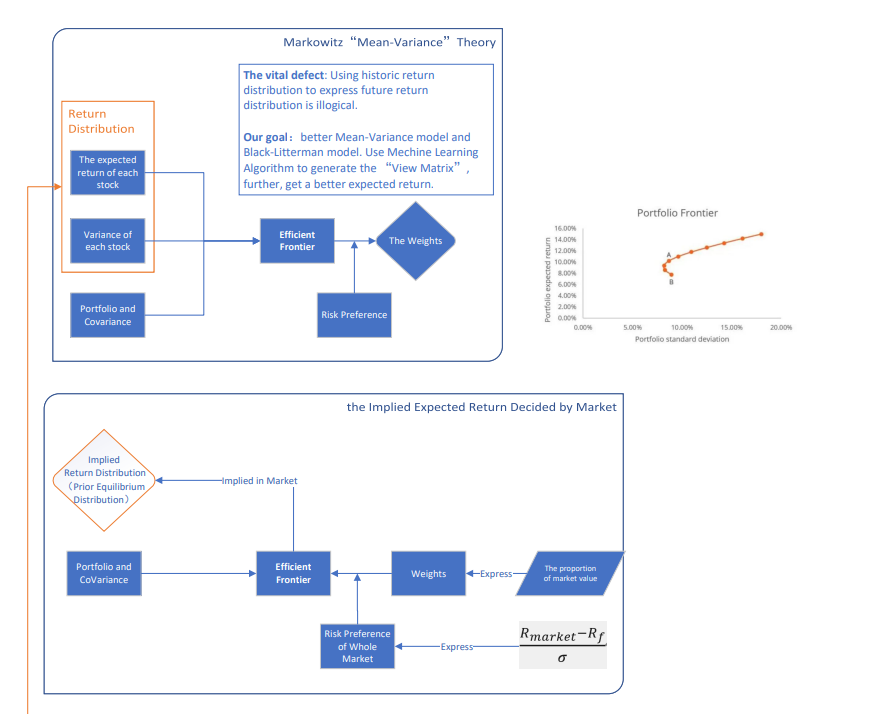 Markowitz “Mean-Variance” Theory
The vital defect: Using historic return
distribution to express future return
distribution is illogical.
Our goal： better Mean-Variance model and
Black-Litterman model. Use Mechine Learning
Algorithm to generate the “View Matrix”,
further, get a better expected return.
Return
Distribution
The expected
return of each
stock
Variance of
each stock
Portfolio and
Covariance
Efficient
Frontier
The Weights
Risk Preference
Portfolio Frontier
Portfolio expected return
16.00%
14.00%
12.00%
10.00%
8.00%
6.00%
4.00%
2.00%
0.00%
A
B
0.00%
5.00%
10.00%
15.00%
20.00%
Portfolio standard deviation
the Implied Expected Return Decided by Market
Implied
Return Distribution
（Prior Equilibrium
Distribution）
Implied in Market
Portfolio and
CoVariance
Efficient
Frontier
Weights
Express
The proportion
of market value
Risk Preference
of Whole
Market
Express
R_market−R_f
σ